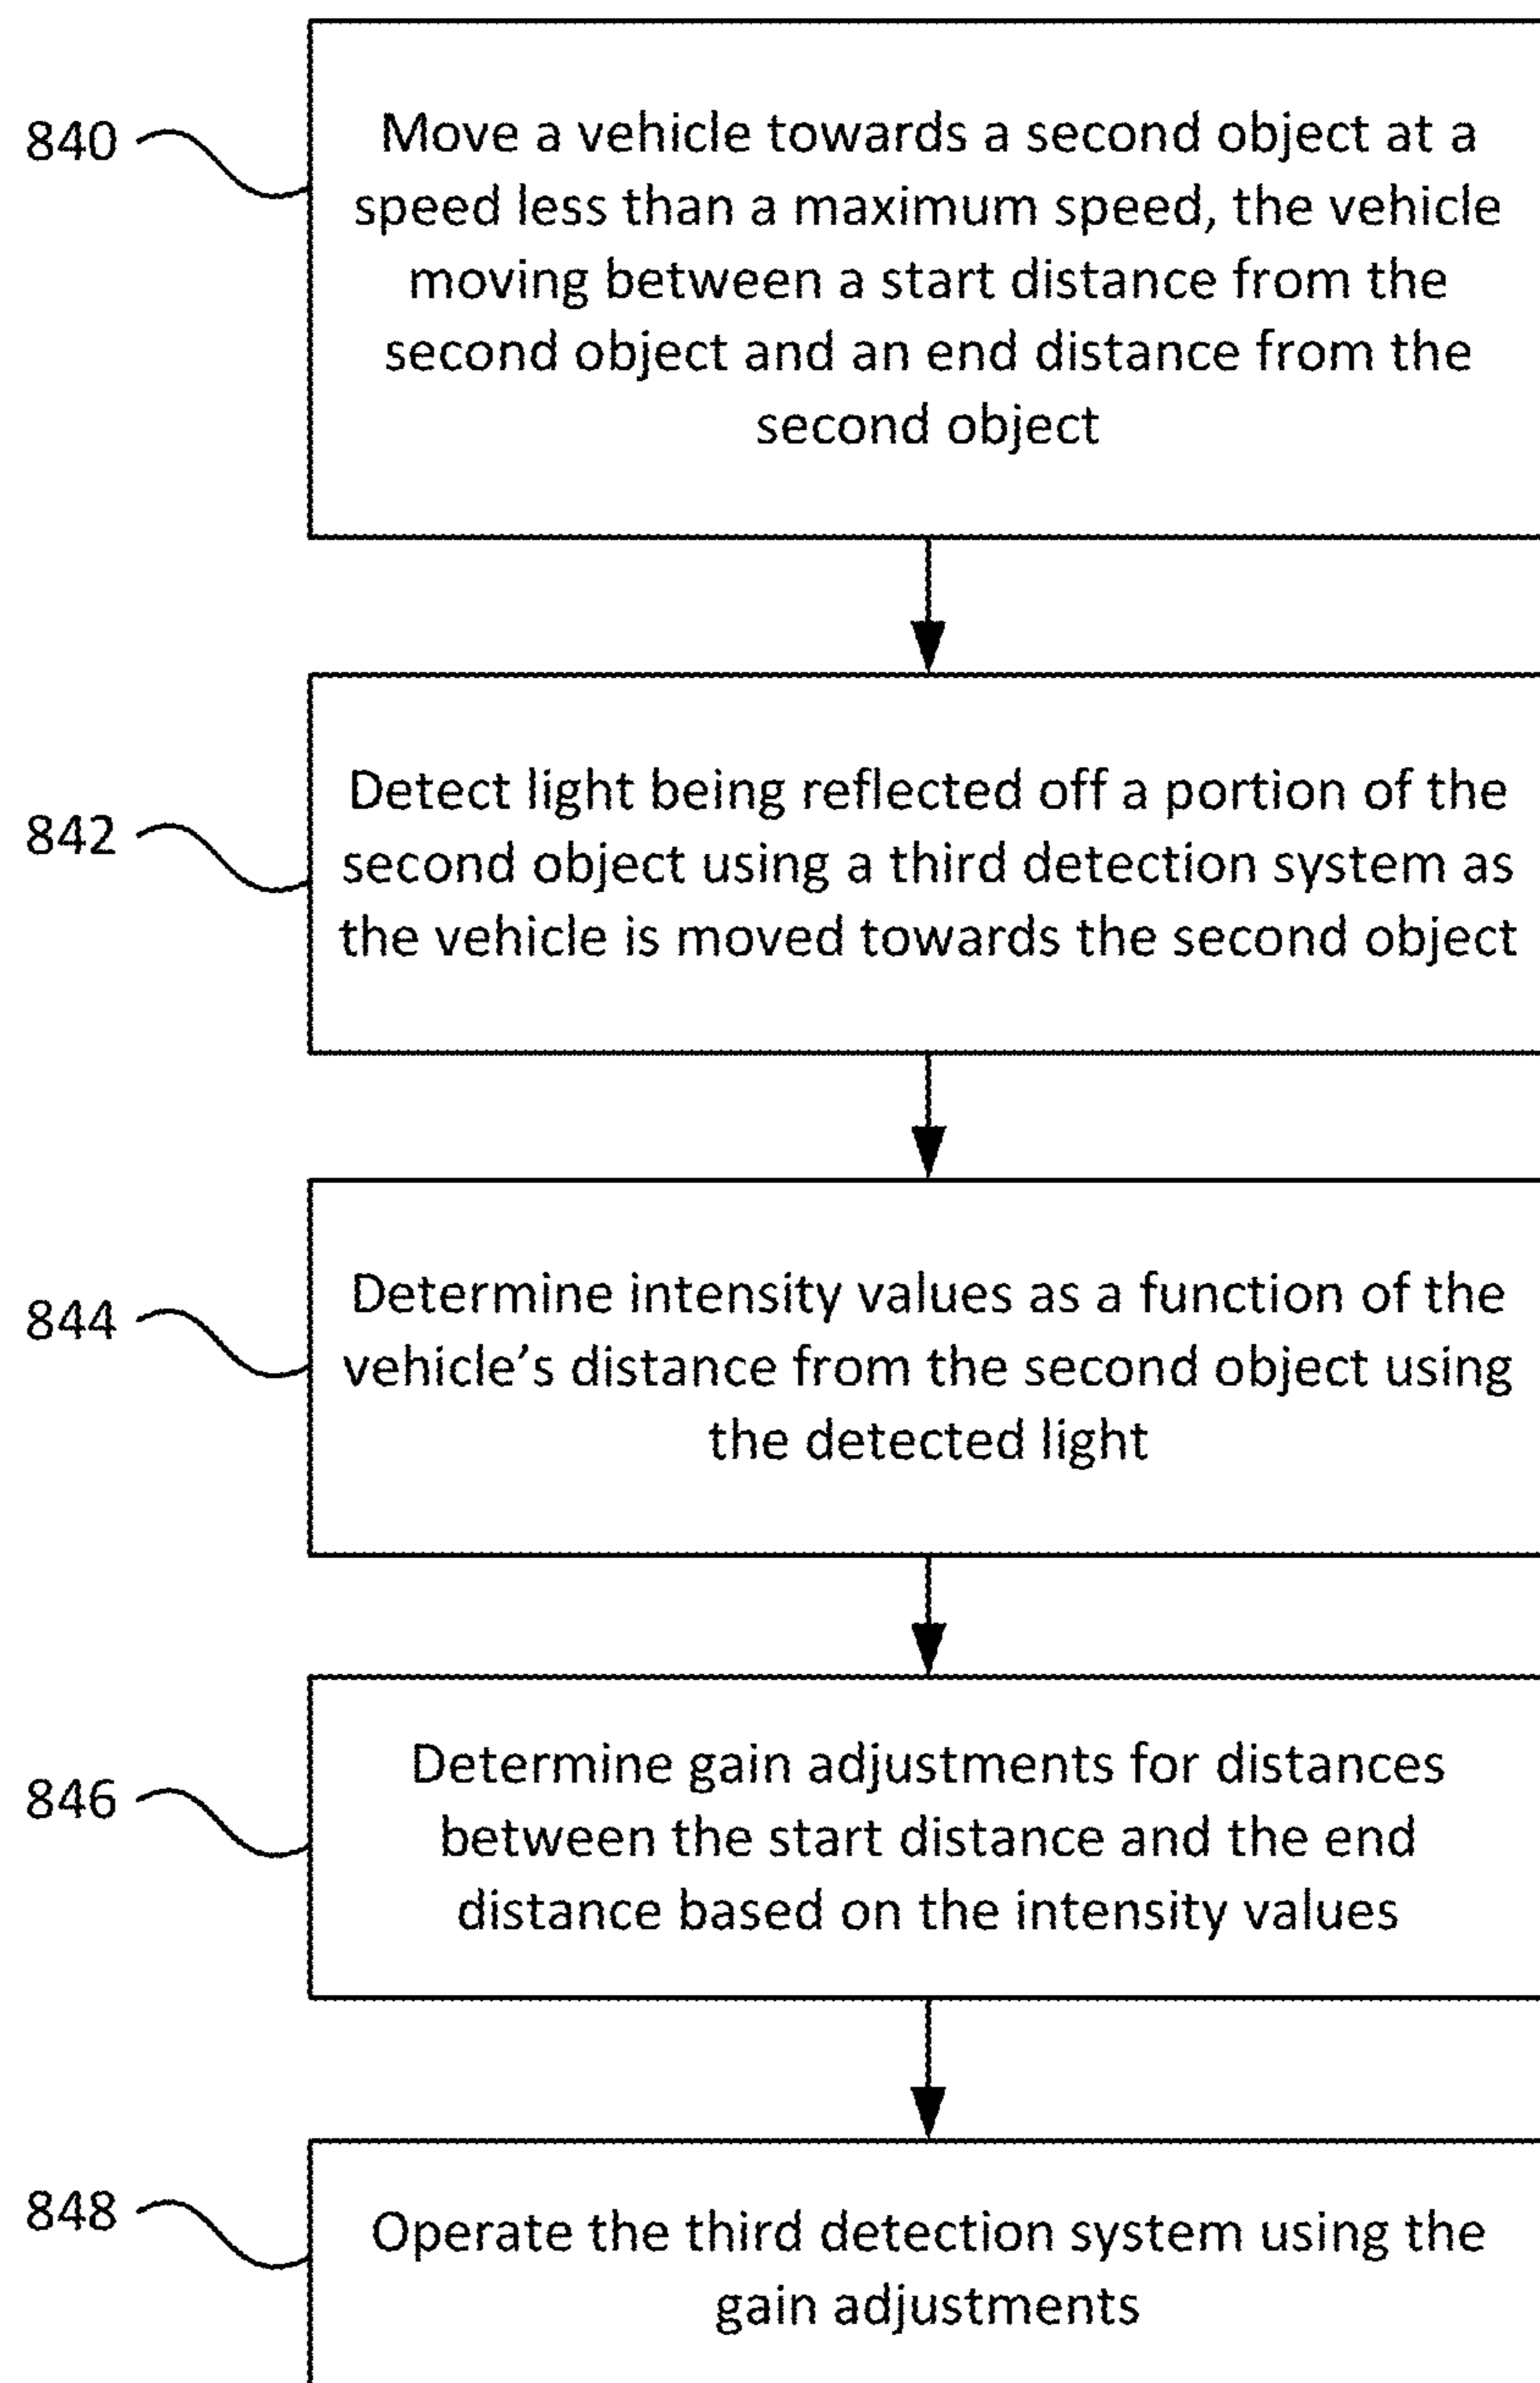 840
Move a vehicle towards a second object at a
speed less than a maximum speed, the vehicle
moving between a start distance from the
second object and an end distance from the
second object
842
Detect light being reflected off a portion of the
second object using a third detection system as
the vehicle is moved towards the second object
844
Determine intensity values as a function of the
vehicle’s distance from the second object using
the detected light
846
Determine gain adjustments for distances
between the start distance and the end
distance based on the intensity values
848
Operate the third detection system using the
gain adjustments